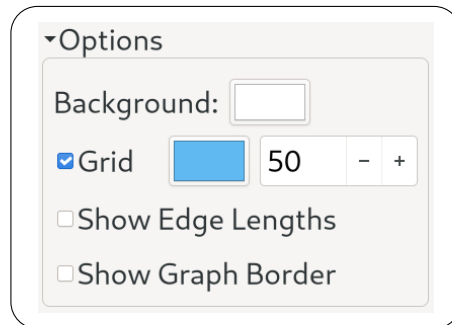 Options
Background:
Grid 50 - +
Show Edge Lengths
Show Graph Border